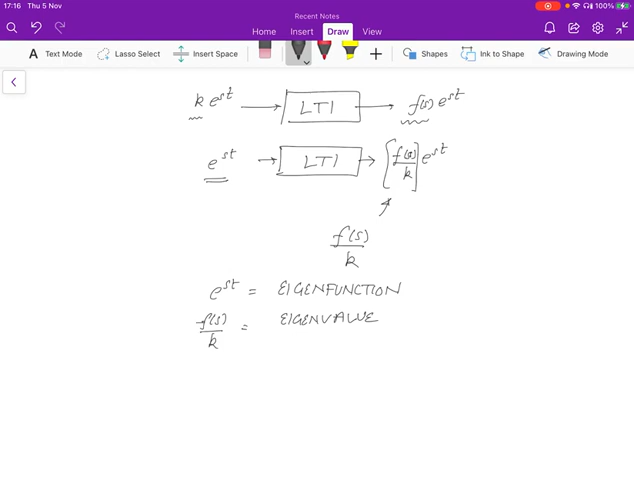 17:16 Thu 5 Nov
100%
Recent Notes
Home Insert Draw View
A Text Mode Lasso Select Insert Space Shapes Ink to Shape Drawing Mode
k e^st → LTI → f(s) e^st
e^st → LTI → [f(s)/k] e^st
f(s)/k
e^st = EIGENFUNCTION
f(s)/k = EIGENVALUE